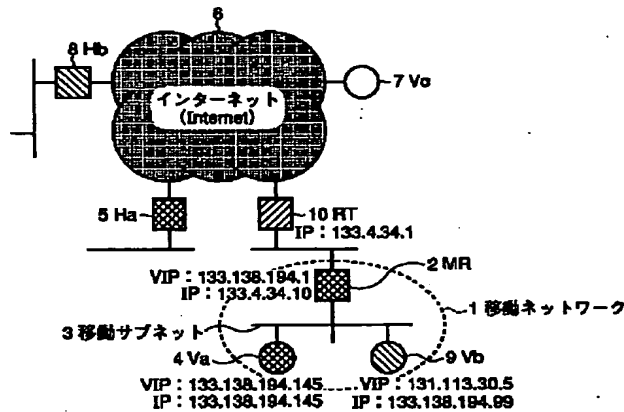 6
8 Hb
インターネット
(Internet)
7 Vc
5 Ha
10 RT
IP:133.4.34.1
2 MR
VIP:133.138.194.1
IP:133.4.34.10
1 移動ネットワーク
3 移動サブネット
4 Va
9 Vb
VIP:133.138.194.145
VIP:131.113.30.5
IP:133.138.194.145
IP:133.138.194.99